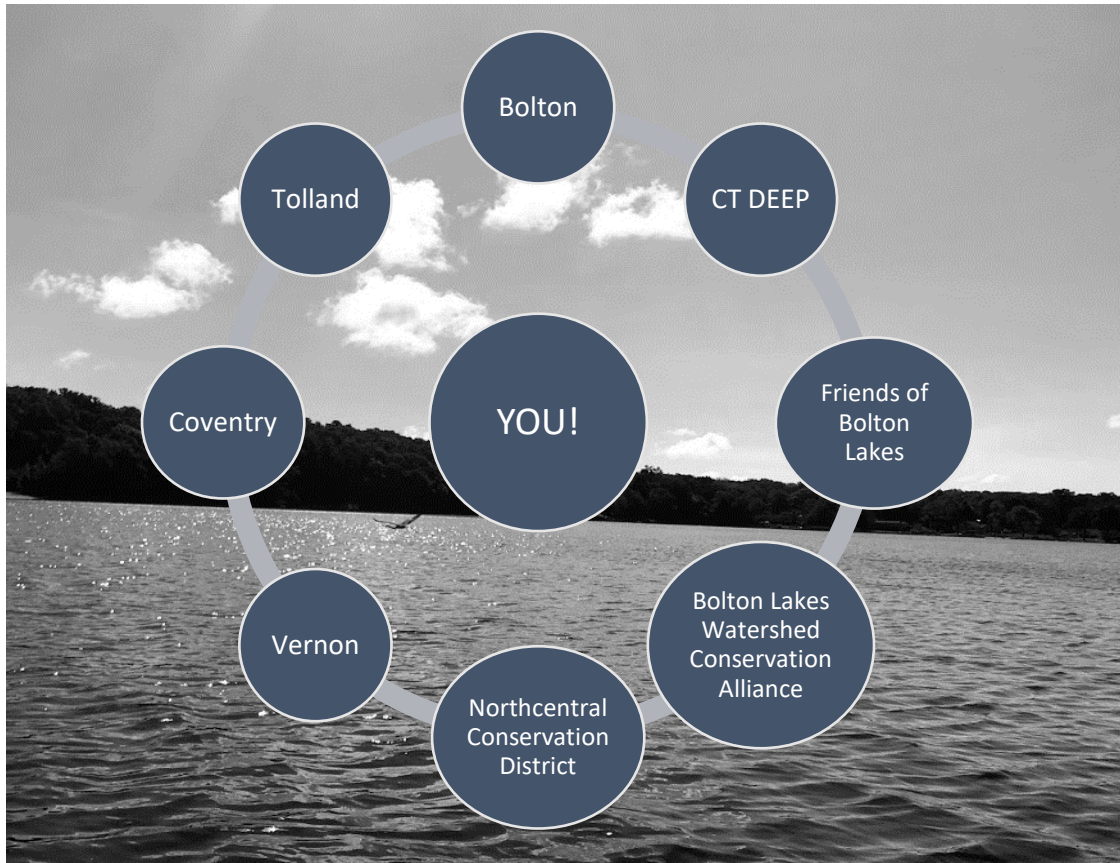 Bolton
Tolland
CT DEEP
YOU!
Coventry
Friends of
Bolton
Lakes
Vernon
Bolton Lakes
Watershed
Conservation
Alliance
Northcentral
Conservation
District